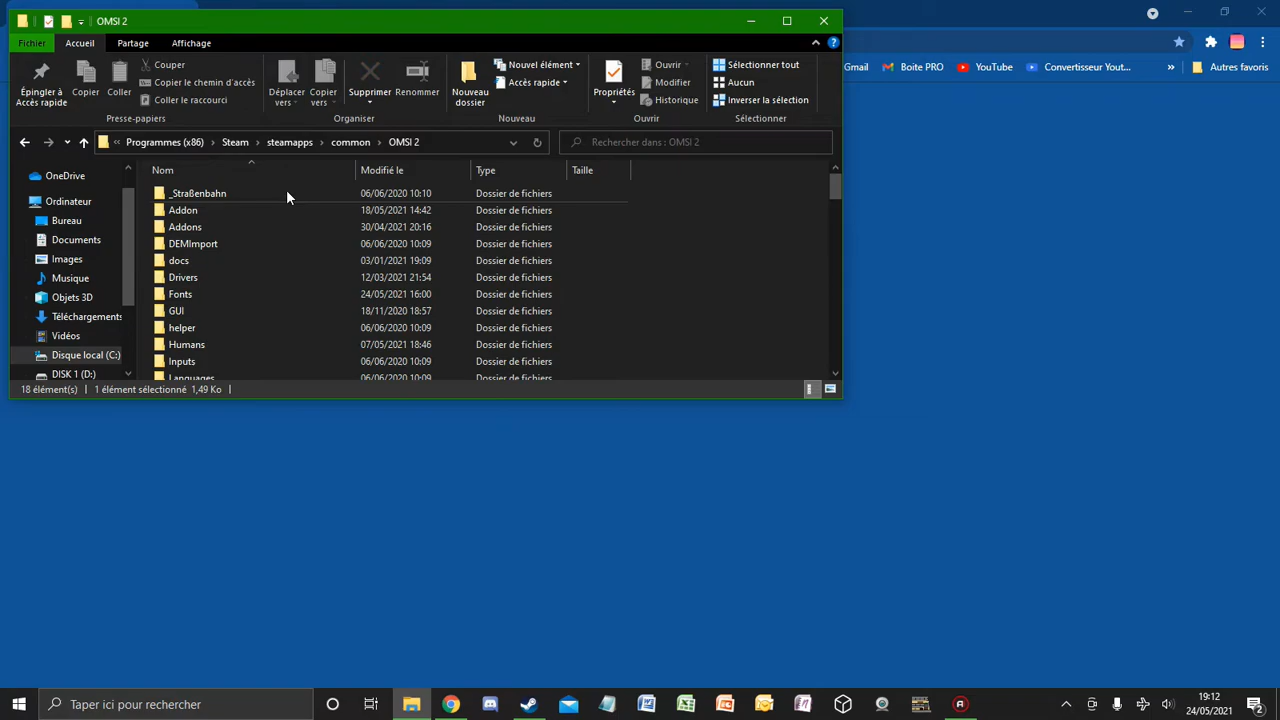 OMSI 2
Fichier Accueil Partage Affichage
Épingler à Accès rapide
Copier
Coller
Couper
Copier le chemin d'accès
Coller le raccourci
Presse-papiers
Déplacer vers
Copier vers
Supprimer
Renommer
Organiser
Nouveau dossier
Nouvel élément
Accès rapide
Nouveau
Propriétés
Ouvrir
Modifier
Historique
Ouvrir
Sélectionner tout
Aucun
Inverser la sélection
Sélectionner
Gmail Boite PRO YouTube Convertisseur Yout... » Autres favoris
« Programmes (x86) > Steam > steamapps > common > OMSI 2
Rechercher dans : OMSI 2
OneDrive
Ordinateur
Bureau
Documents
Images
Musique
Objets 3D
Téléchargements
Vidéos
Disque local (C:)
DISK 1 (D:)
Nom Modifié le Type Taille
_Straßenbahn 06/06/2020 10:10 Dossier de fichiers
Addon 18/05/2021 14:42 Dossier de fichiers
Addons 30/04/2021 20:16 Dossier de fichiers
DEMImport 06/06/2020 10:09 Dossier de fichiers
docs 03/01/2021 19:09 Dossier de fichiers
Drivers 12/03/2021 21:54 Dossier de fichiers
Fonts 24/05/2021 16:00 Dossier de fichiers
GUI 18/11/2020 18:57 Dossier de fichiers
helper 06/06/2020 10:09 Dossier de fichiers
Humans 07/05/2021 18:46 Dossier de fichiers
Inputs 06/06/2020 10:09 Dossier de fichiers
Languages 06/06/2020 10:09 Dossier de fichiers
18 élément(s) 1 élément sélectionné 1,49 Ko
Taper ici pour rechercher
19:12
24/05/2021
2